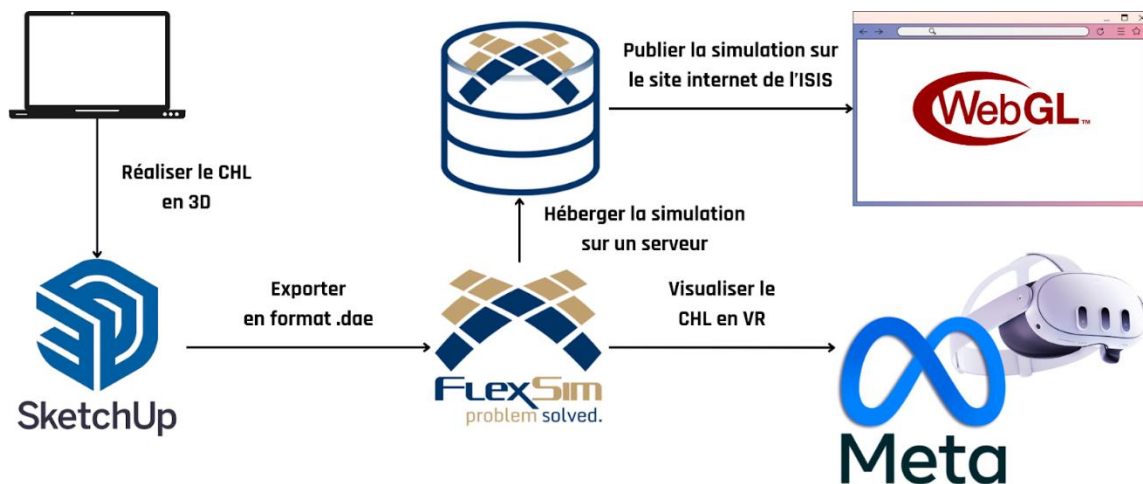 Publier la simulation sur
le site internet de l'ISIS
WebGL™
Réaliser le CHL
en 3D
Héberger la simulation
sur un serveur
Exporter
en format .dae
Visualiser le
CHL en VR
SketchUp
FLEXSIM
problem solved.
Meta